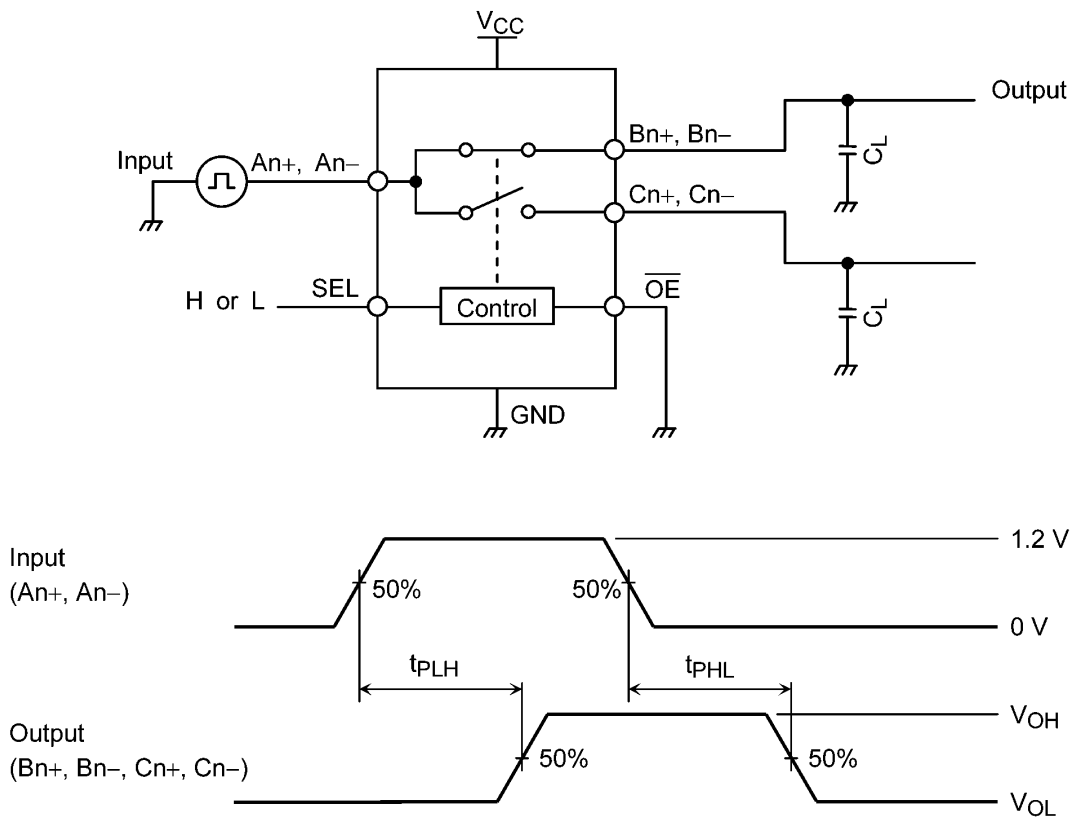 VCC
Output
Bn+, Bn−
CL
Input
An+, An−
Cn+, Cn−
SEL
OE
H or L
Control
CL
GND
Input
(An+, An−)
50%
50%
1.2 V
0 V
tPLH
tPHL
Output
(Bn+, Bn−, Cn+, Cn−)
50%
50%
VOH
VOL